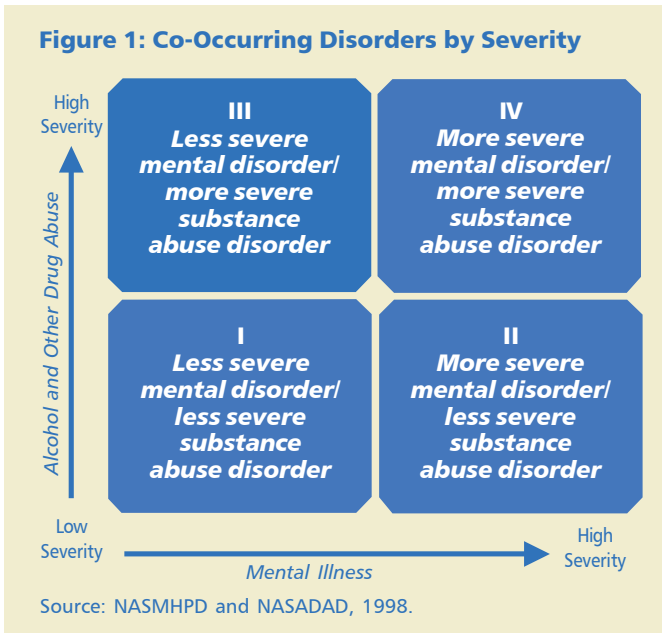 Figure 1: Co-Occurring Disorders by Severity
High
Severity
Alcohol and Other Drug Abuse
III
Less severe
mental disorder/
more severe
substance
abuse disorder
IV
More severe
mental disorder/
more severe
substance
abuse disorder
I
Less severe
mental disorder/
less severe
substance
abuse disorder
II
More severe
mental disorder/
less severe
substance
abuse disorder
Low
Severity
Mental Illness
High
Severity
Source: NASMHPD and NASADAD, 1998.